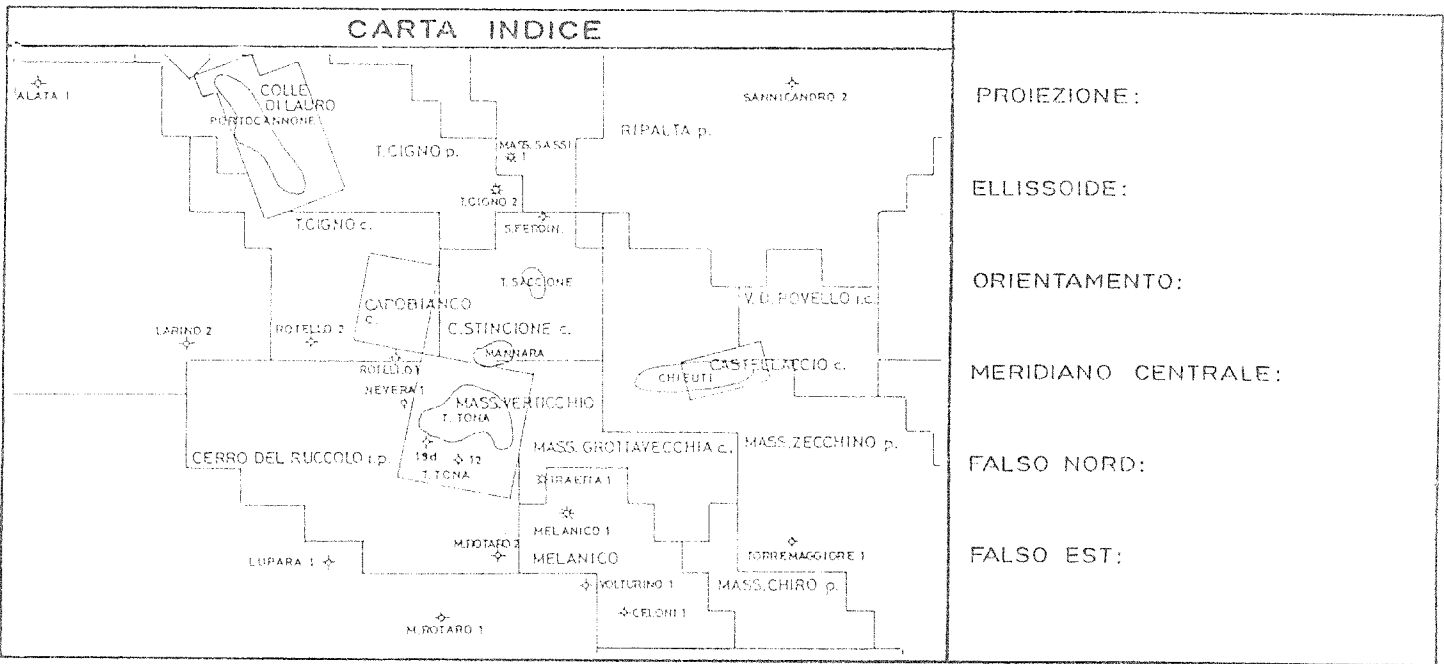 CARTA INDICE
ALATA 1
COLLE
DI LAURO
PORTOCANNONE
SANNICANDRO 2
RIPALTA p.
T.CIGNO p.
MASS.SASSI
1
T.CIGNO 2
T.CIGNO c.
S.FERDIN.
T. SACCIONE
V. D. ROVELLO i.c.
CAPOBIANCO
c.
C.STINCIONE c.
LARINO 2
ROTELLO 2
MANNARA
ROTELLO 1
CASTELLACCIO c.
CHIEUTI
NEVERA 1
MASS.VERTICCHIO
T. TONA
MASS. GROTTAVECCHIA c.
MASS.ZECCHINO p.
CERRO DEL RUCCOLO i.p.
19d
12
T.TONA
MELANICO 1
M.ROTARO 2
MELANICO
TORREMAGGIORE 1
LUPARA 1
VOLTURINO 1
MASS.CHIRO p.
CELONI 1
M.ROTARO 1
PROIEZIONE:
ELLISSOIDE:
ORIENTAMENTO:
MERIDIANO CENTRALE:
FALSO NORD:
FALSO EST: